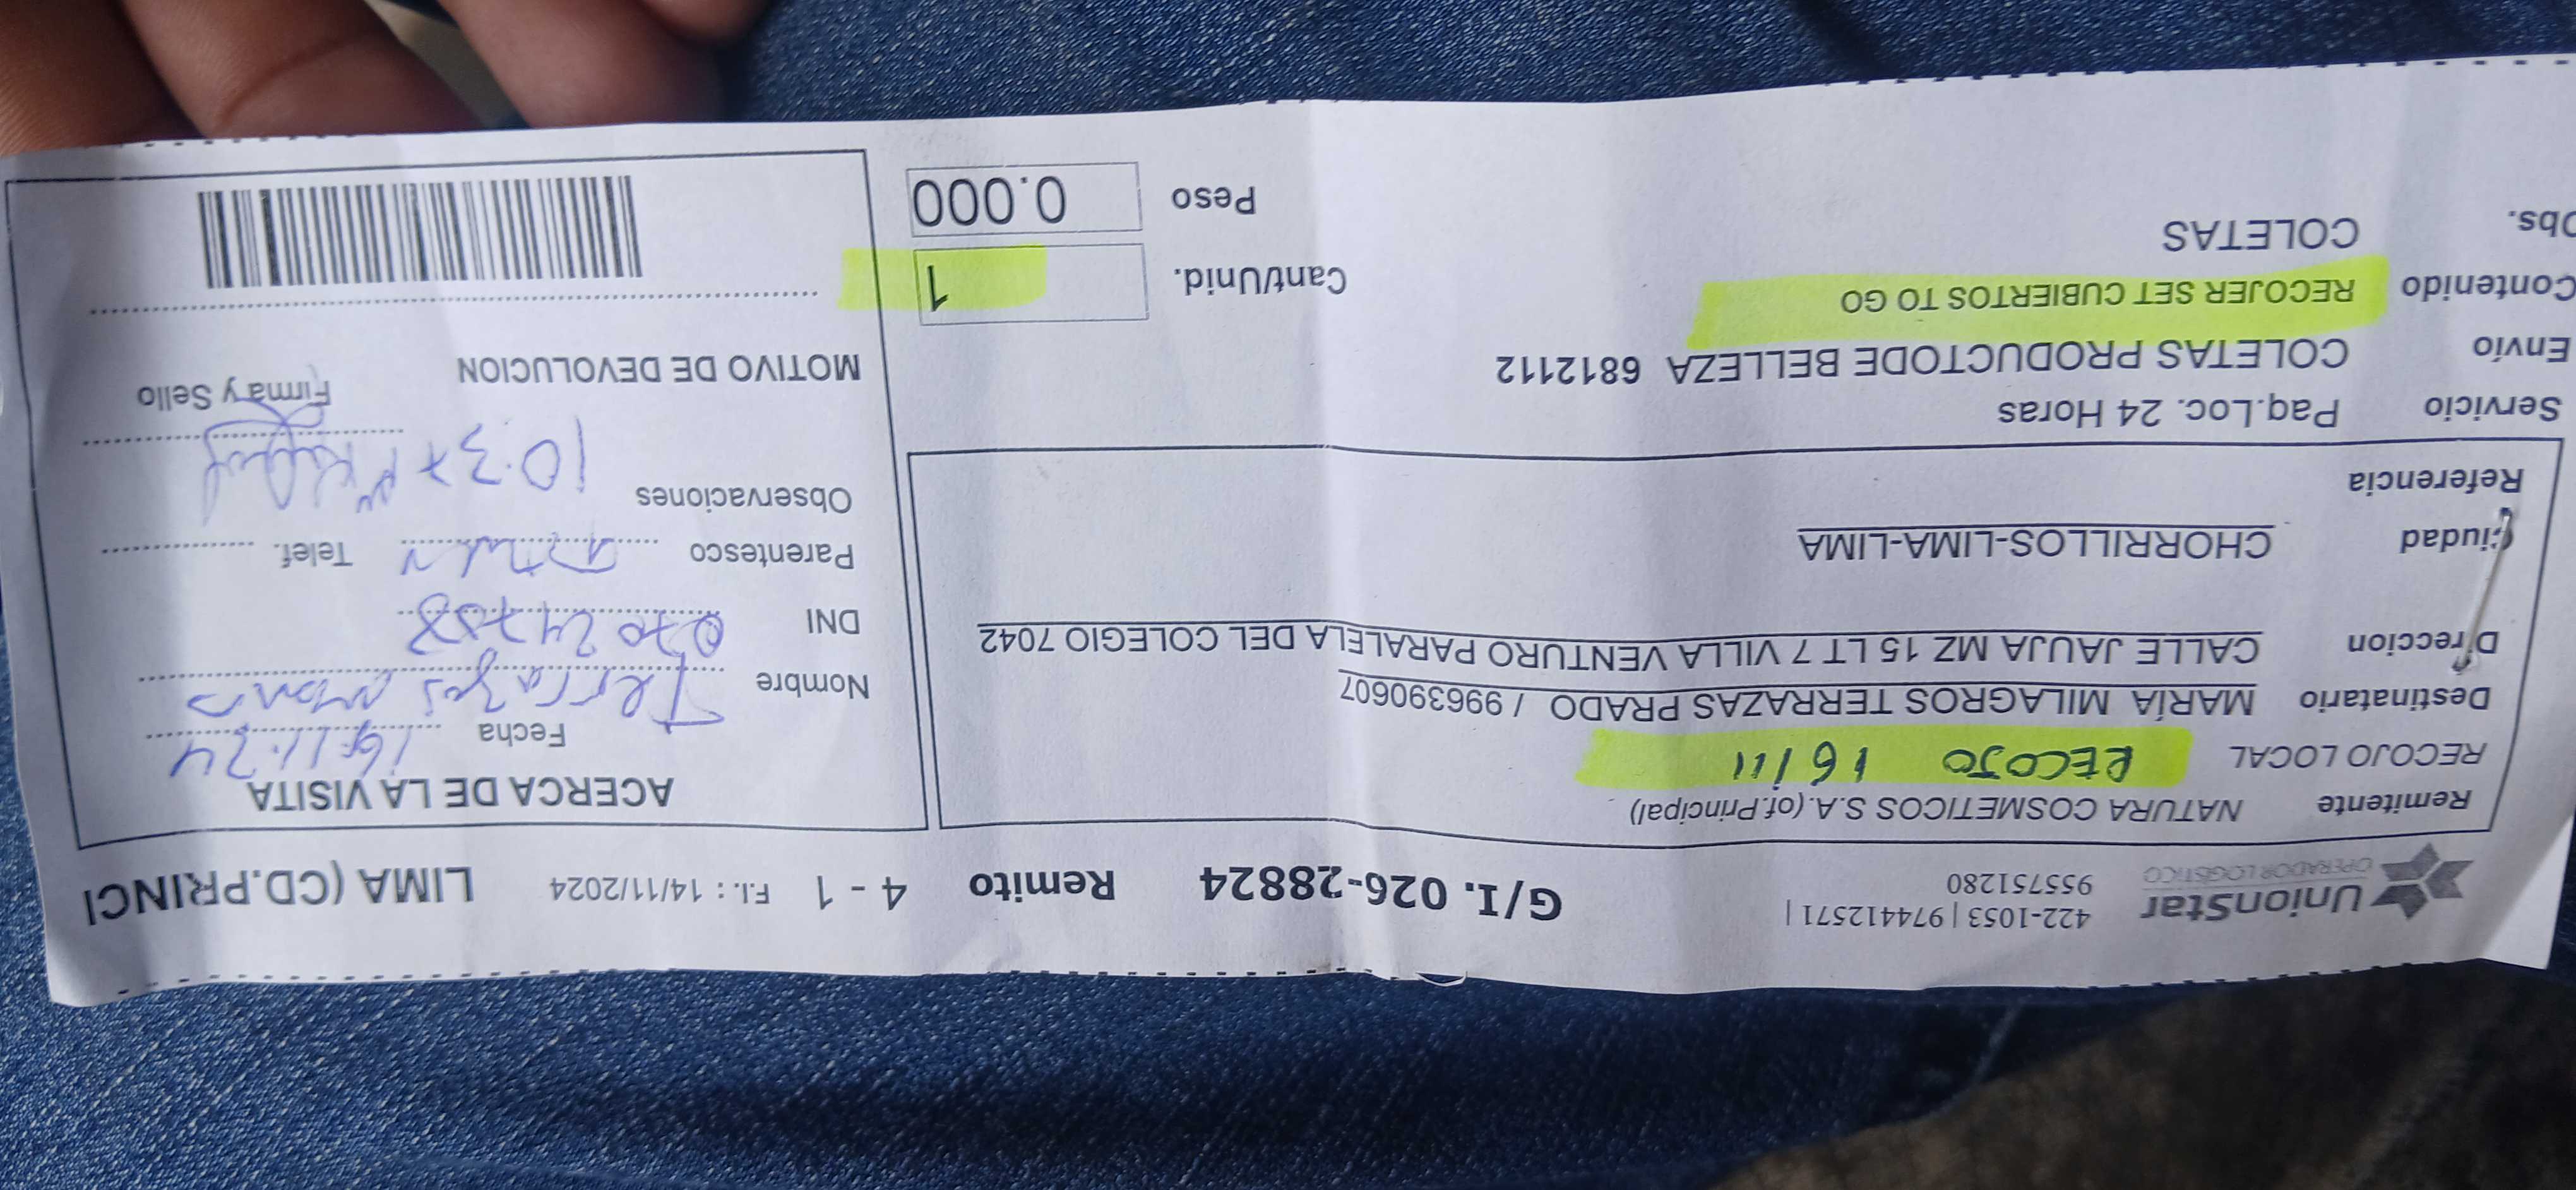 UnionStar
OPERADOR LOGÍSTICO
422-1053 | 974412571 |
955751280
G/I. 026-28824 Remito 4 - 1 F.I. : 14/11/2024 LIMA (CD.PRINCI
Remitente NATURA COSMETICOS S.A. (of.Principal)
RECOJO LOCAL RECOJO 16/11
Destinatario MARÍA MILAGROS TERRAZAS PRADO / 996390607
Direccion CALLE JAUJA MZ 15 LT 7 VILLA VENTURO PARALELA DEL COLEGIO 7042
Ciudad CHORRILLOS-LIMA-LIMA
Referencia
Servicio Paq.Loc. 24 Horas
Envío COLETAS PRODUCTODE BELLEZA 6812112
Contenido RECOJER SET CUBIERTOS TO GO
Obs. COLETAS
Cant/Unid. 1
Peso 0.000
ACERCA DE LA VISITA
Fecha 16.11.24
Nombre Terrazas
DNI
Parentesco Telef.
Observaciones 10:37
Firma y Sello
MOTIVO DE DEVOLUCION